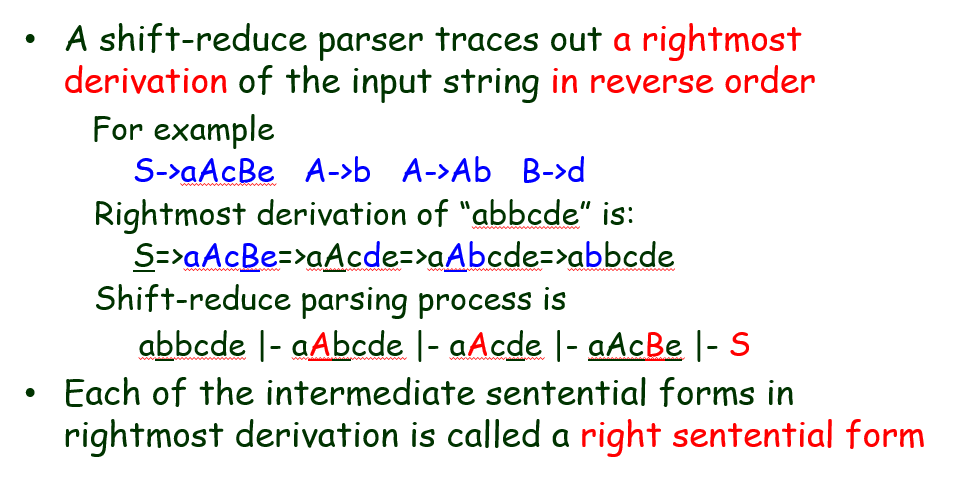 • A shift-reduce parser traces out a rightmost
derivation of the input string in reverse order
For example
S->aAcBe A->b A->Ab B->d
Rightmost derivation of “abbcde” is:
S=>aAcBe=>aAcde=>aAbcde=>abbcde
Shift-reduce parsing process is
abbcde |- aAbcde |- aAcde |- aAcBe |- S
• Each of the intermediate sentential forms in
rightmost derivation is called a right sentential form